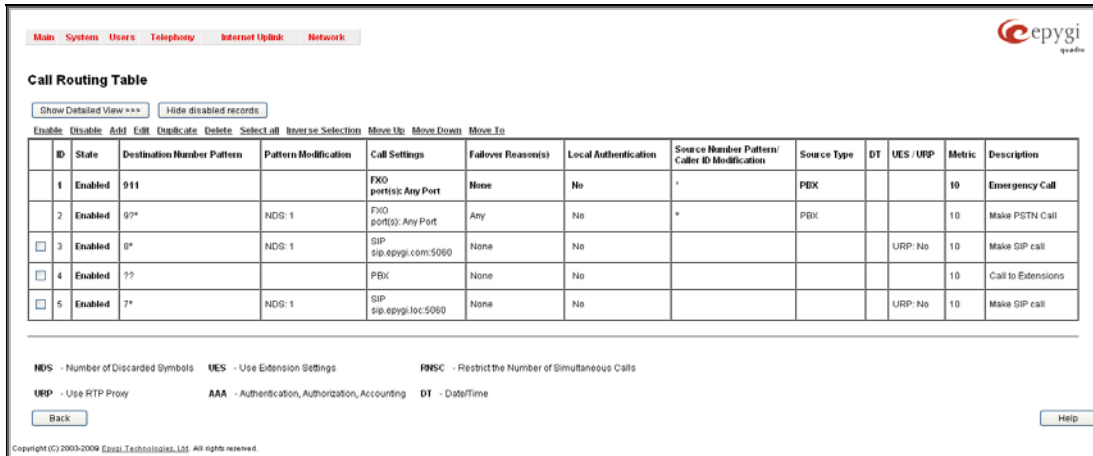 Main System Users Telephony Internet Uplink Network
epygi
quadro
Call Routing Table
Show Detailed View >>> Hide disabled records
Enable Disable Add Edit Duplicate Delete Select all Inverse Selection Move Up Move Down Move To
ID State Destination Number Pattern Pattern Modification Call Settings Failover Reason(s) Local Authentication Source Number Pattern/ Caller ID Modification Source Type DT UES / URP Metric Description
1 Enabled 911 FXO port(s): Any Port None No * PBX 10 Emergency Call
2 Enabled 9?* NDS: 1 FXO port(s): Any Port Any No * PBX 10 Make PSTN Call
3 Enabled 8* NDS: 1 SIP sip.epygi.com:5060 None No URP: No 10 Make SIP call
4 Enabled ?? PBX None No 10 Call to Extensions
5 Enabled 7* NDS: 1 SIP sip.epygi.loc:5060 None No URP: No 10 Make SIP call
NDS - Number of Discarded Symbols UES - Use Extension Settings RNSC - Restrict the Number of Simultaneous Calls
URP - Use RTP Proxy AAA - Authentication, Authorization, Accounting DT - Date/Time
Back Help
Copyright (C) 2003-2009 Epygi Technologies, Ltd. All rights reserved.